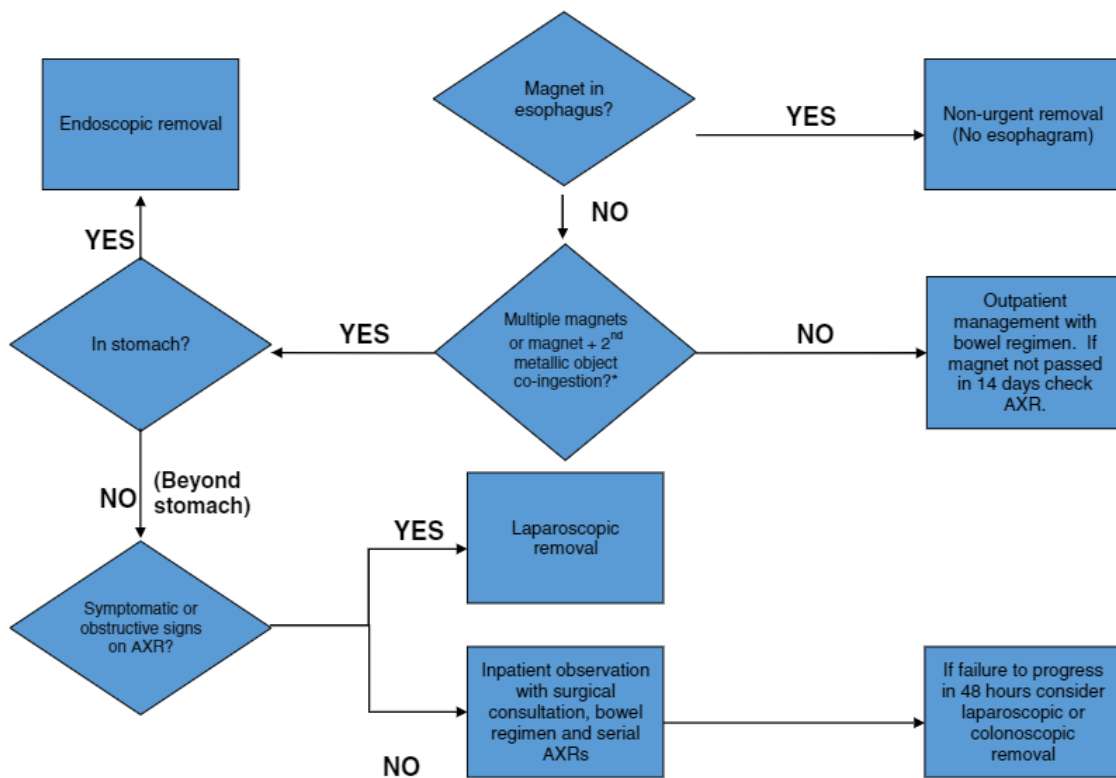 Magnet in
esophagus?
YES
Non-urgent removal
(No esophagram)
NO
Multiple magnets
or magnet + 2nd
metallic object
co-ingestion?*
NO
Outpatient
management with
bowel regimen. If
magnet not passed
in 14 days check
AXR.
YES
In stomach?
YES
Endoscopic removal
NO
(Beyond
stomach)
Symptomatic or
obstructive signs
on AXR?
YES
Laparoscopic
removal
NO
Inpatient observation
with surgical
consultation, bowel
regimen and serial
AXRs
If failure to progress
in 48 hours consider
laparoscopic or
colonoscopic
removal